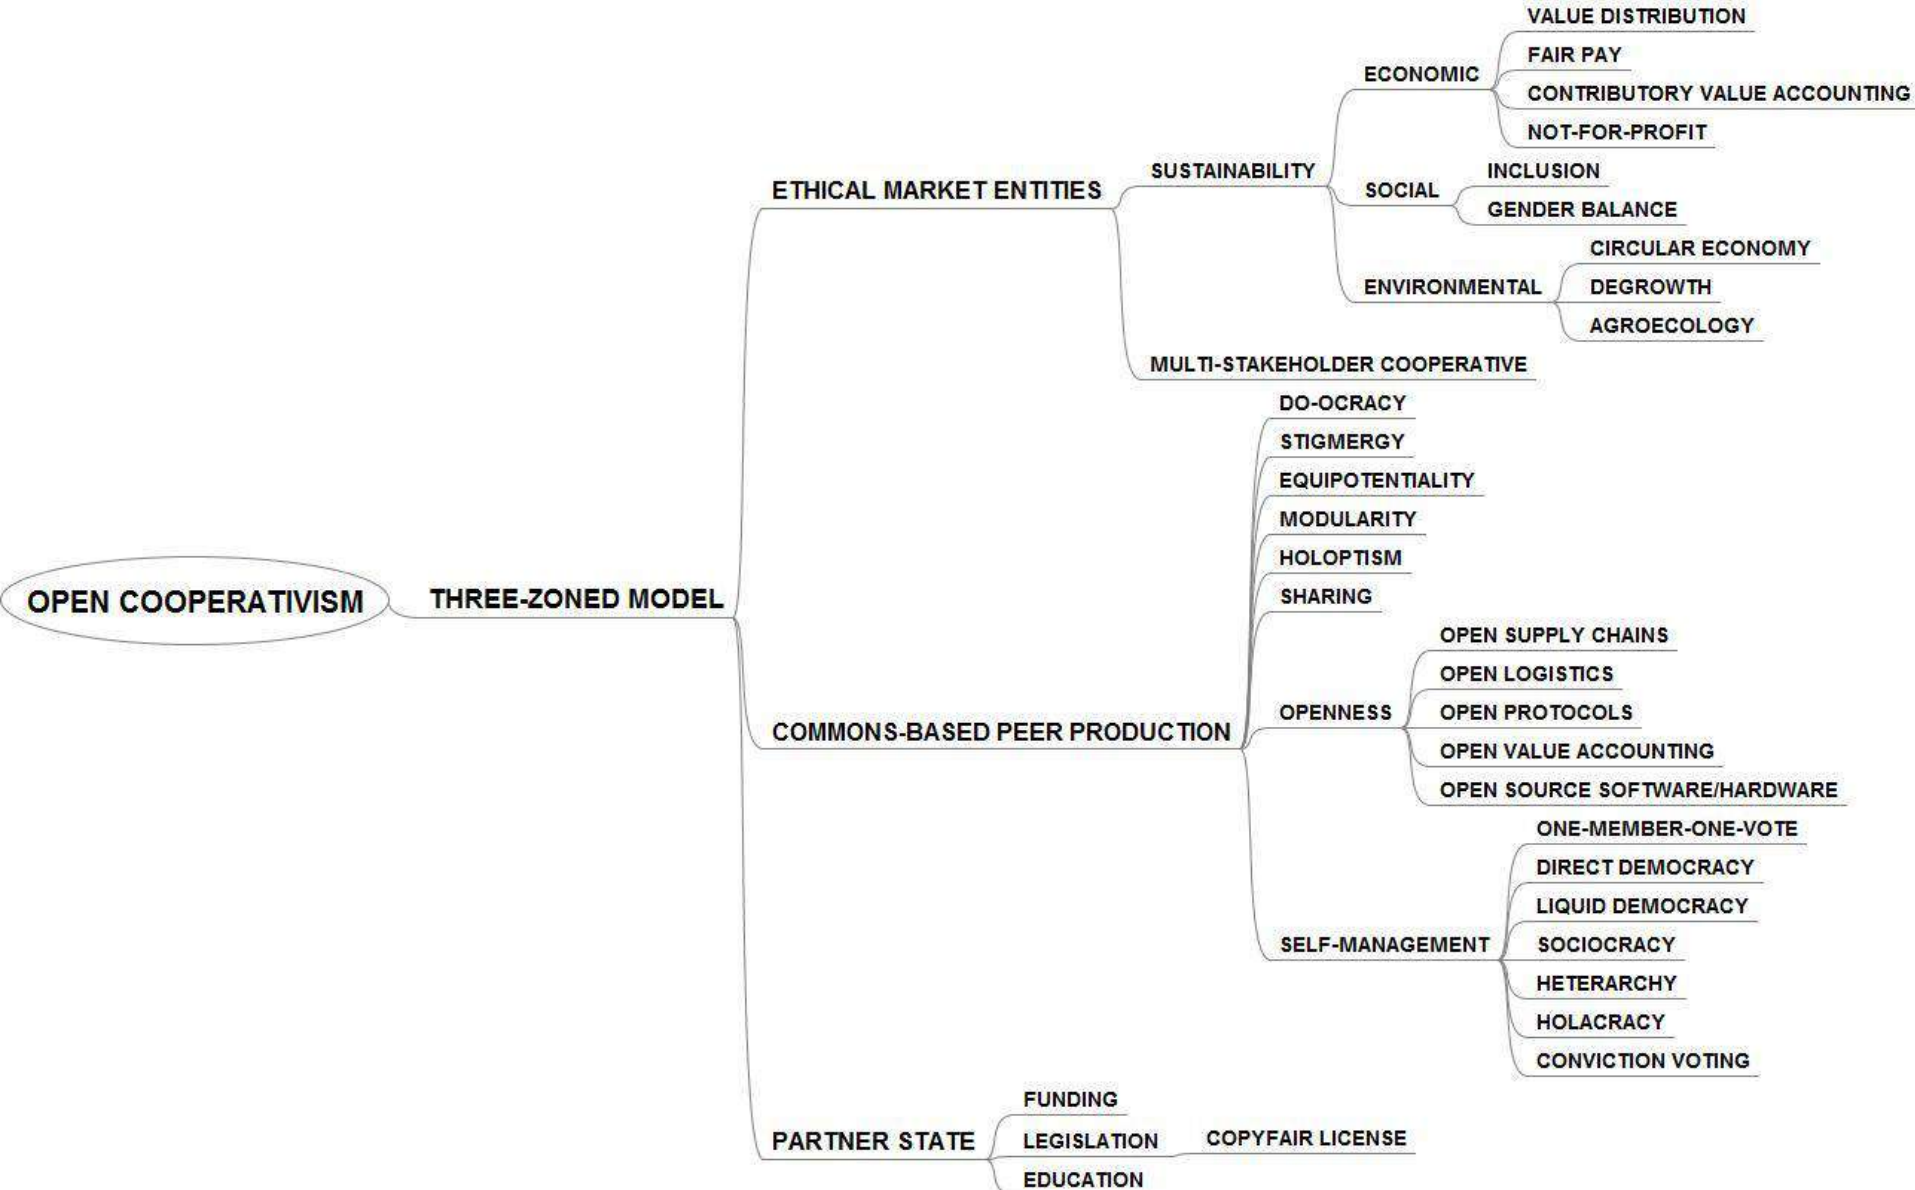 VALUE DISTRIBUTION
FAIR PAY
ECONOMIC
CONTRIBUTORY VALUE ACCOUNTING
NOT-FOR-PROFIT
SUSTAINABILITY
INCLUSION
ETHICAL MARKET ENTITIES
SOCIAL
GENDER BALANCE
CIRCULAR ECONOMY
ENVIRONMENTAL
DEGROWTH
AGROECOLOGY
MULTI-STAKEHOLDER COOPERATIVE
DO-OCRACY
STIGMERGY
EQUIPOTENTIALITY
MODULARITY
HOLOPTISM
SHARING
OPEN COOPERATIVISM
THREE-ZONED MODEL
OPEN SUPPLY CHAINS
OPEN LOGISTICS
OPENNESS
OPEN PROTOCOLS
COMMONS-BASED PEER PRODUCTION
OPEN VALUE ACCOUNTING
OPEN SOURCE SOFTWARE/HARDWARE
ONE-MEMBER-ONE-VOTE
DIRECT DEMOCRACY
LIQUID DEMOCRACY
SELF-MANAGEMENT
SOCIOCRACY
HETERARCHY
HOLACRACY
CONVICTION VOTING
FUNDING
PARTNER STATE
LEGISLATION
COPYFAIR LICENSE
EDUCATION